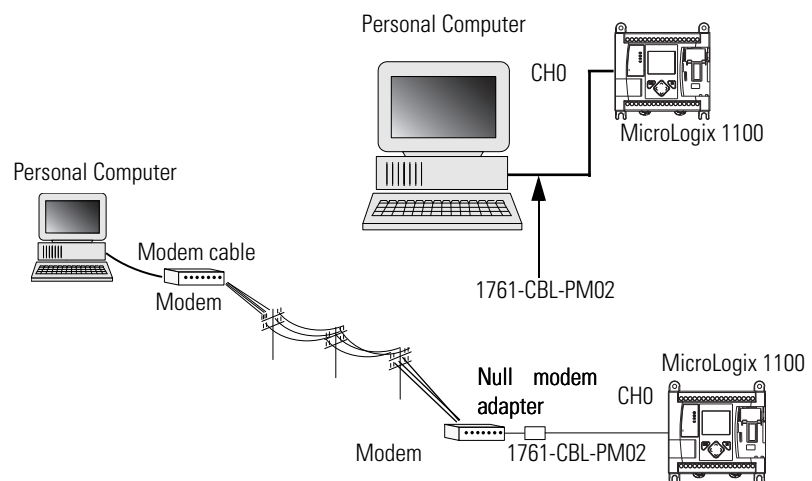 Personal Computer
CH0
MicroLogix 1100
1761-CBL-PM02
Personal Computer
Modem cable
Modem
Null modem
adapter
CH0
MicroLogix 1100
Modem
1761-CBL-PM02